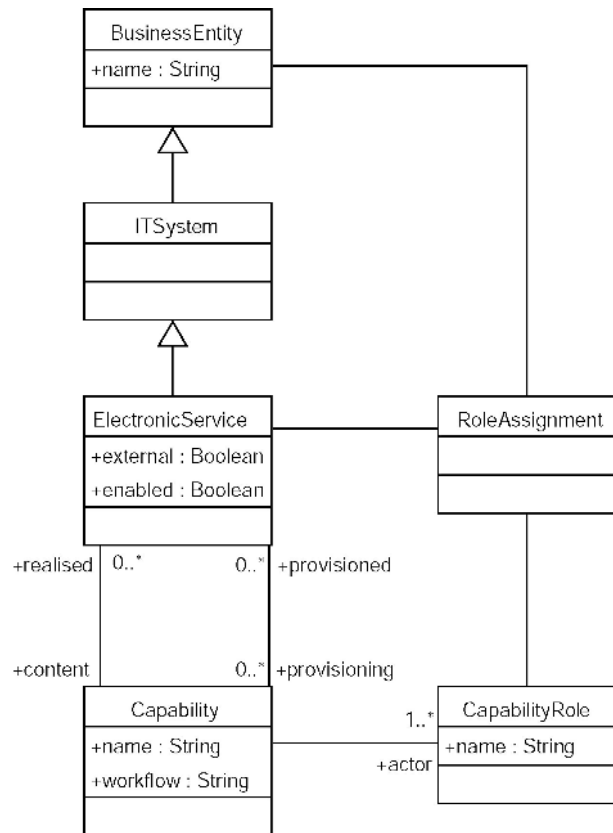 BusinessEntity
+name : String
ITSystem
ElectronicService
+external : Boolean
+enabled : Boolean
RoleAssignment
+realised 0..* 0..* +provisioned
+content 0..* +provisioning
Capability
+name : String
+workflow : String
1..*
+actor
CapabilityRole
+name : String